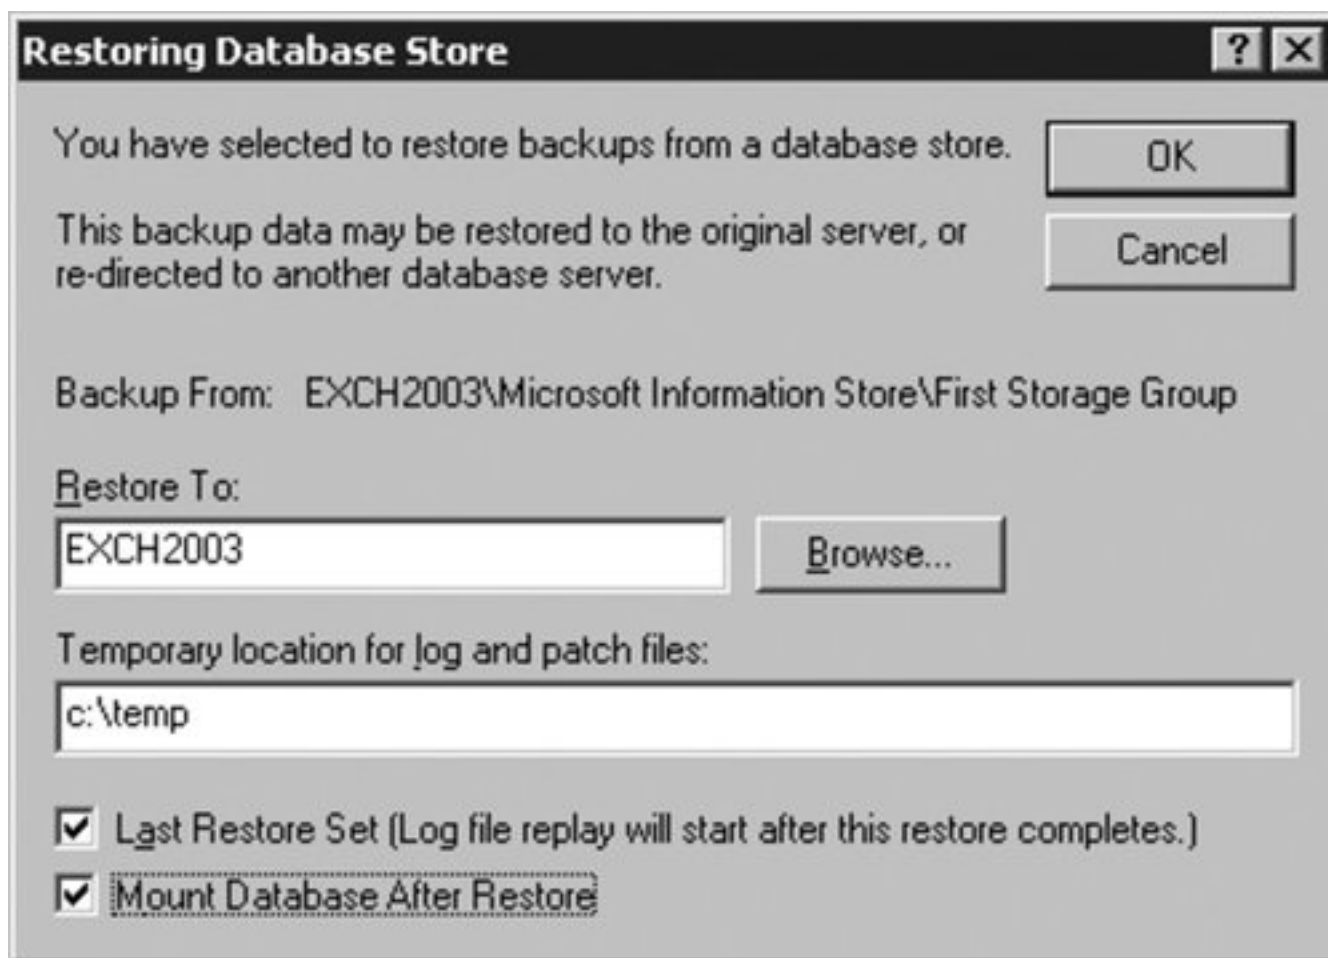 Restoring Database Store
You have selected to restore backups from a database store.
OK
This backup data may be restored to the original server, or
re-directed to another database server.
Cancel
Backup From: EXCH2003\Microsoft Information Store\First Storage Group
Restore To:
EXCH2003
Browse...
Temporary location for log and patch files:
c:\temp
Last Restore Set (Log file replay will start after this restore completes.)
Mount Database After Restore